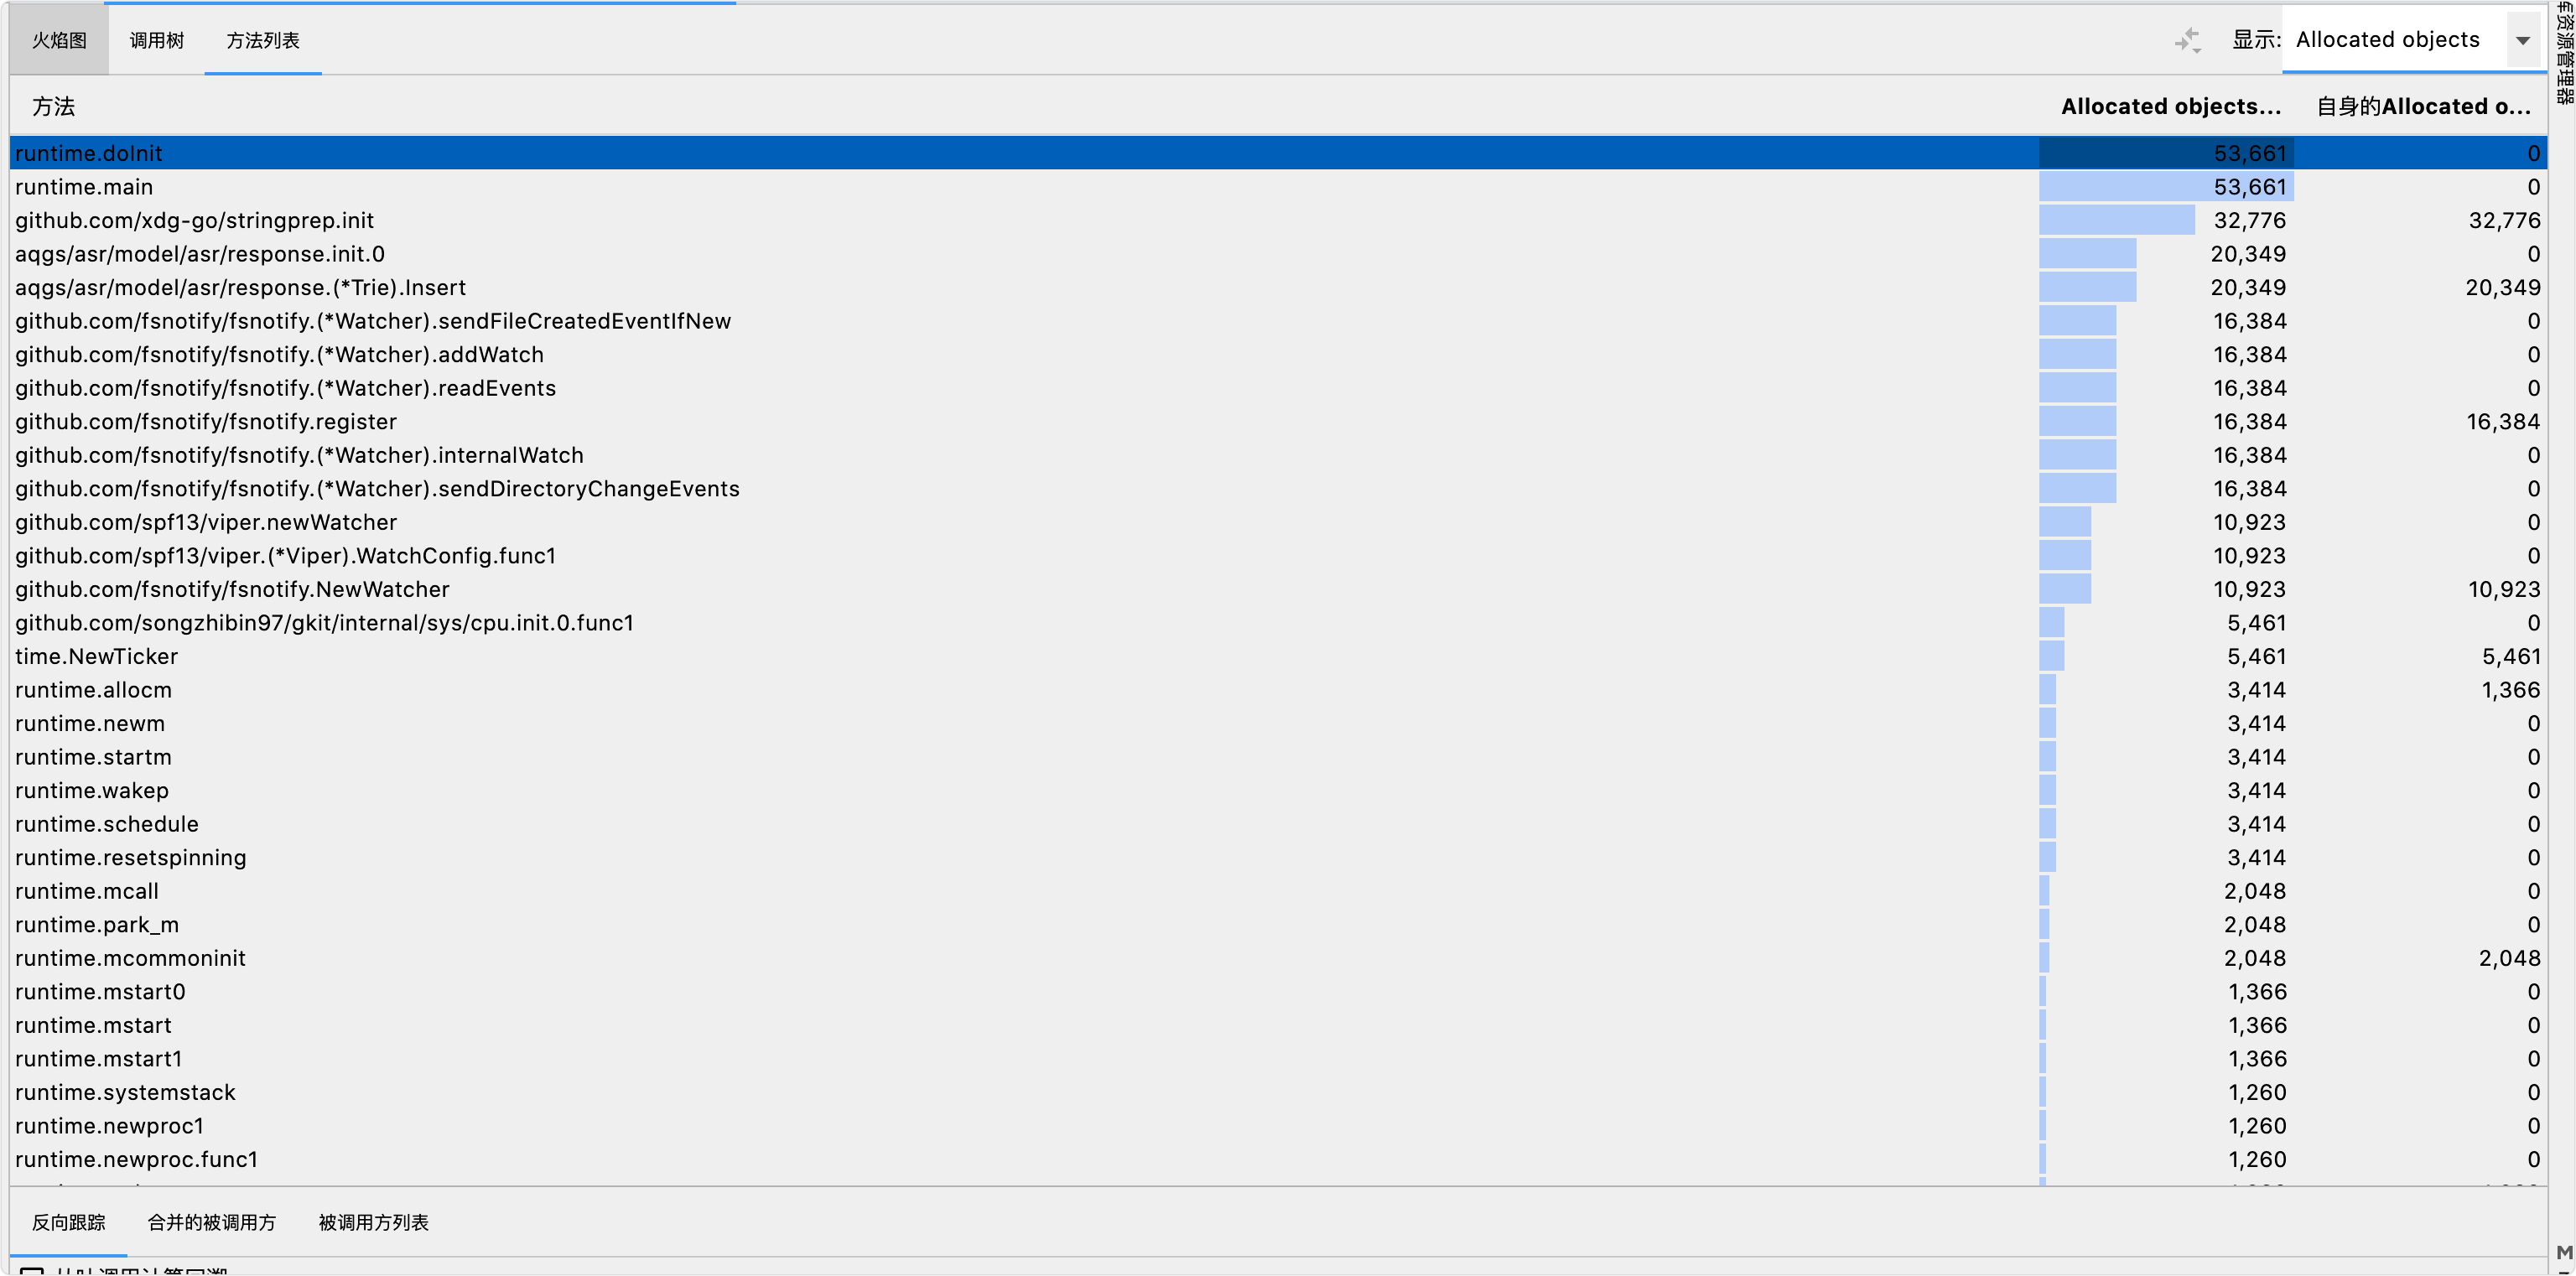 火焰图 调用树 方法列表 显示: Allocated objects
方法 Allocated objects... 自身的Allocated o...
runtime.doInit 53,661 0
runtime.main 53,661 0
github.com/xdg-go/stringprep.init 32,776 32,776
aqgs/asr/model/asr/response.init.0 20,349 0
aqgs/asr/model/asr/response.(*Trie).Insert 20,349 20,349
github.com/fsnotify/fsnotify.(*Watcher).sendFileCreatedEventIfNew 16,384 0
github.com/fsnotify/fsnotify.(*Watcher).addWatch 16,384 0
github.com/fsnotify/fsnotify.(*Watcher).readEvents 16,384 0
github.com/fsnotify/fsnotify.register 16,384 16,384
github.com/fsnotify/fsnotify.(*Watcher).internalWatch 16,384 0
github.com/fsnotify/fsnotify.(*Watcher).sendDirectoryChangeEvents 16,384 0
github.com/spf13/viper.newWatcher 10,923 0
github.com/spf13/viper.(*Viper).WatchConfig.func1 10,923 0
github.com/fsnotify/fsnotify.NewWatcher 10,923 10,923
github.com/songzhibin97/gkit/internal/sys/cpu.init.0.func1 5,461 0
time.NewTicker 5,461 5,461
runtime.allocm 3,414 1,366
runtime.newm 3,414 0
runtime.startm 3,414 0
runtime.wakep 3,414 0
runtime.schedule 3,414 0
runtime.resetspinning 3,414 0
runtime.mcall 2,048 0
runtime.park_m 2,048 0
runtime.mcommoninit 2,048 2,048
runtime.mstart0 1,366 0
runtime.mstart 1,366 0
runtime.mstart1 1,366 0
runtime.systemstack 1,260 0
runtime.newproc1 1,260 0
runtime.newproc.func1 1,260 0
反向跟踪 合并的被调用方 被调用方列表
资源管理器
M